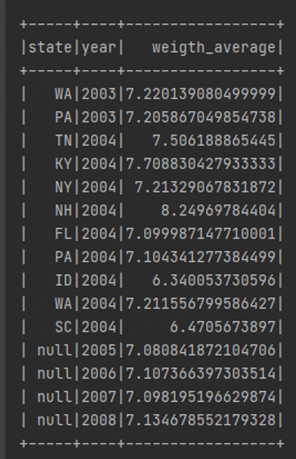 +-----+----+-----------------+
|state|year|   weigth_average|
+-----+----+-----------------+
|   WA|2003|7.220139080499999|
|   PA|2003|7.205867049854738|
|   TN|2004|   7.506188865445|
|   KY|2004|7.708830427933333|
|   NY|2004| 7.21329067831872|
|   NH|2004|    8.24969784404|
|   FL|2004|7.099987147710001|
|   PA|2004|7.104341277384499|
|   ID|2004|   6.340053730596|
|   WA|2004|7.211556799586427|
|   SC|2004|     6.4705673897|
| null|2005|7.080841872104706|
| null|2006|7.107366397303514|
| null|2007|7.098195196629874|
| null|2008|7.134678552179328|
+-----+----+-----------------+